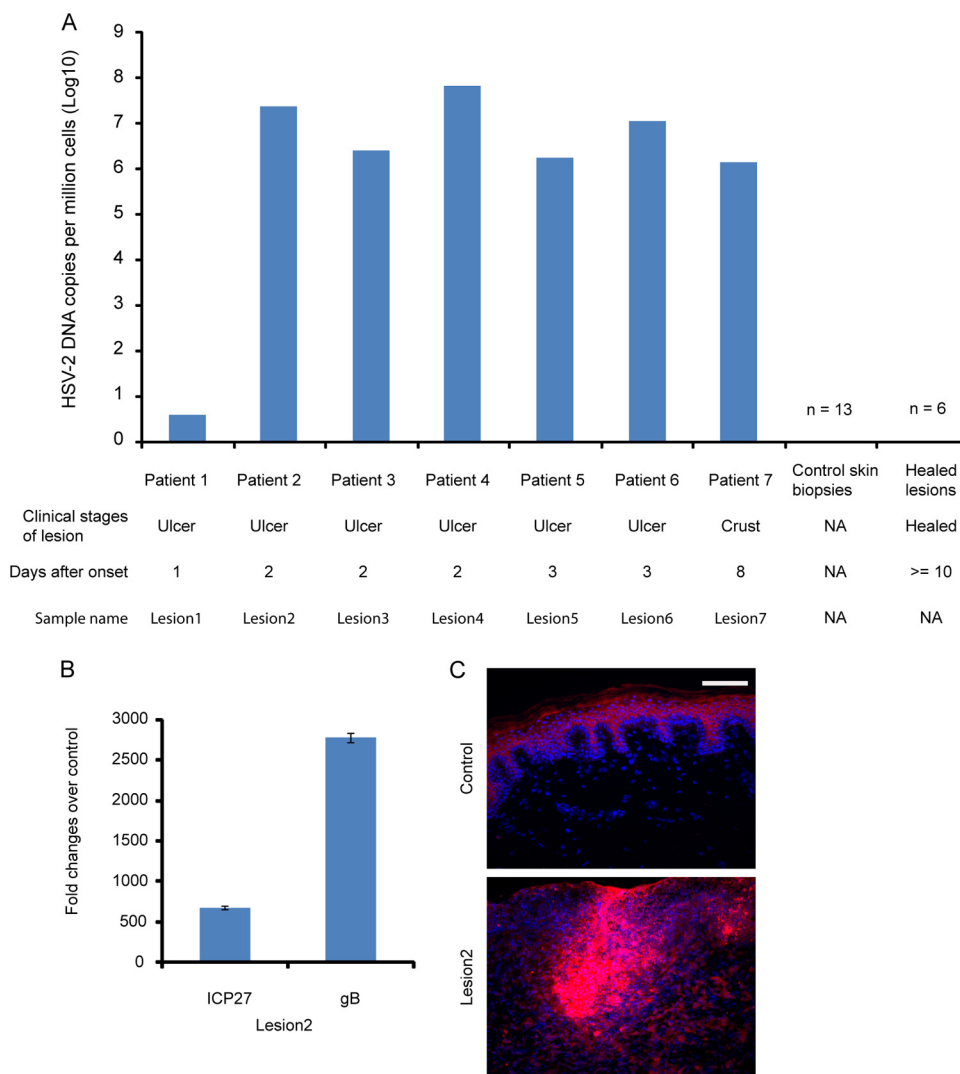 A
HSV-2 DNA copies per million cells (Log10)
9
8
7
6
5
4
3
2
1
0
n = 13 n = 6
Patient 1 Patient 2 Patient 3 Patient 4 Patient 5 Patient 6 Patient 7 Control skin biopsies Healed lesions
Clinical stages of lesion Ulcer Ulcer Ulcer Ulcer Ulcer Ulcer Crust NA Healed
Days after onset 1 2 2 2 3 3 8 NA >= 10
Sample name Lesion1 Lesion2 Lesion3 Lesion4 Lesion5 Lesion6 Lesion7 NA NA
B
Fold changes over control
3000
2500
2000
1500
1000
500
0
ICP27 gB
Lesion2
C
Control
Lesion2